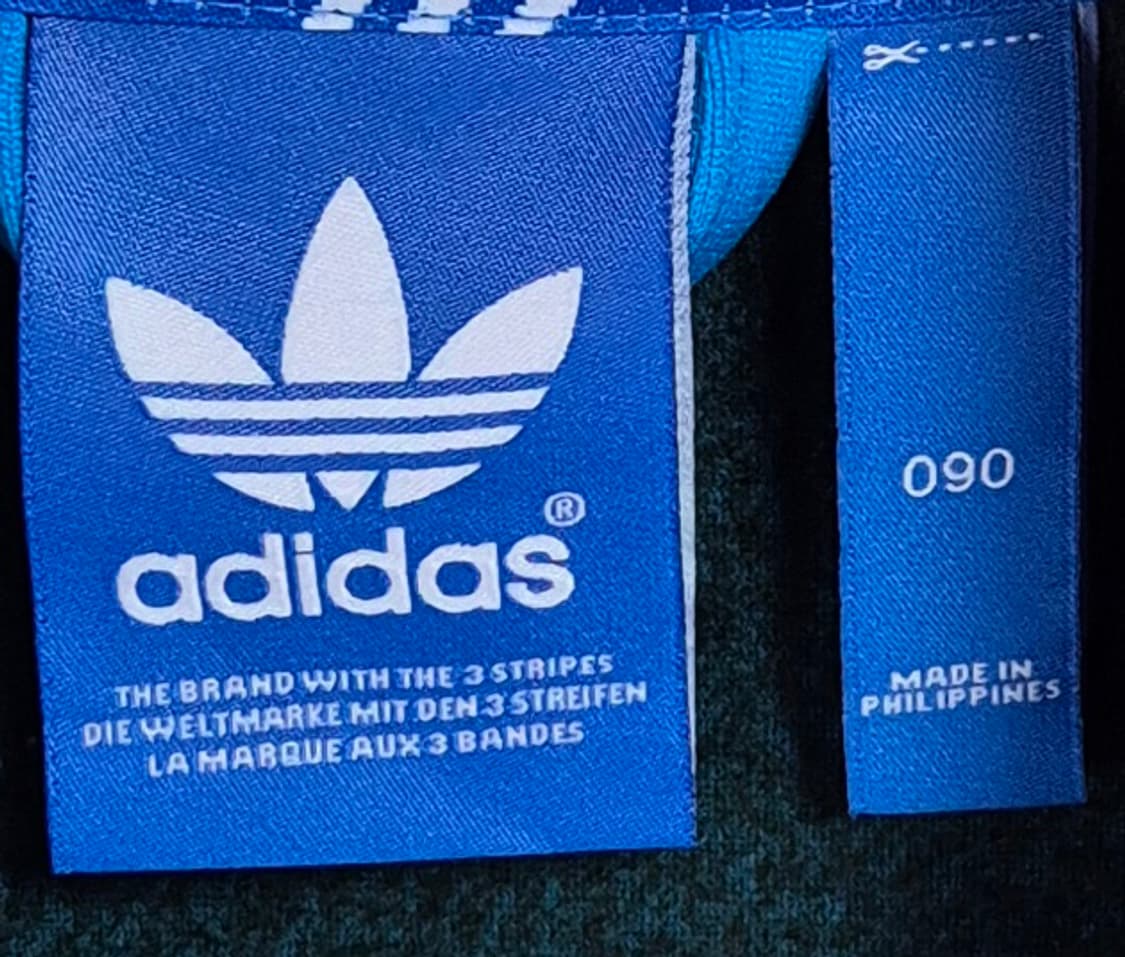 adidas®
THE BRAND WITH THE 3 STRIPES
DIE WELTMARKE MIT DEN 3 STREIFEN
LA MARQUE AUX 3 BANDES
090
MADE IN
PHILIPPINES